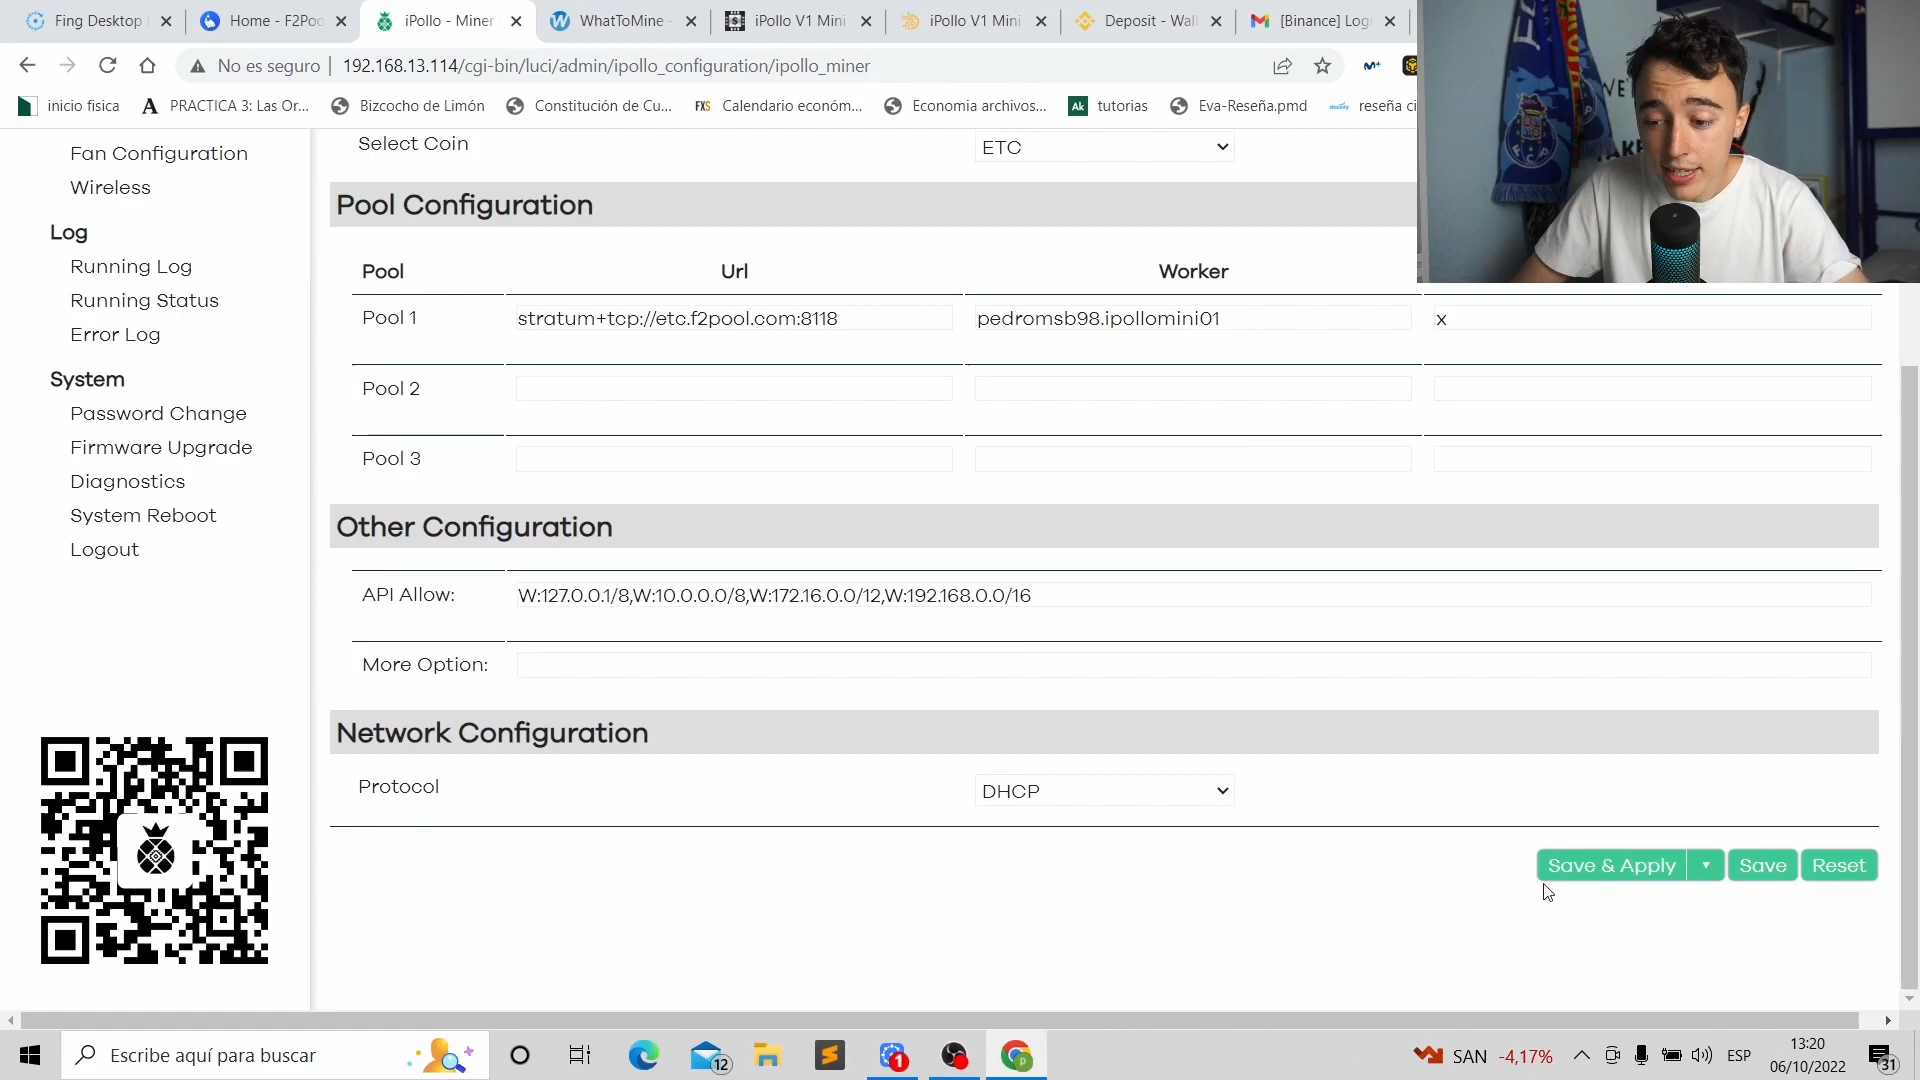 Fing Desktop
Home - F2Poo
iPollo - Miner
WhatToMine -
iPollo V1 Mini
iPollo V1 Mini
Deposit - Wall
[Binance] Logi
No es seguro
192.168.13.114/cgi-bin/luci/admin/ipollo_configuration/ipollo_miner
inicio fisica
PRACTICA 3: Las Or...
Bizcocho de Limón
Constitución de Cu...
FXS
Calendario económ...
Economia archivos...
Ak
tutorias
Eva-Reseña.pmd
docsity
reseña ci
Fan Configuration
Wireless
Log
Running Log
Running Status
Error Log
System
Password Change
Firmware Upgrade
Diagnostics
System Reboot
Logout
Select Coin
ETC
Pool Configuration
Pool
Url
Worker
Pool 1
stratum+tcp://etc.f2pool.com:8118
pedromsb98.ipollomini01
x
Pool 2
Pool 3
Other Configuration
API Allow:
W:127.0.0.1/8,W:10.0.0.0/8,W:172.16.0.0/12,W:192.168.0.0/16
More Option:
Network Configuration
Protocol
DHCP
Save & Apply
Save
Reset
Escribe aquí para buscar
12
1
SAN -4,17%
ESP
13:20
06/10/2022
31